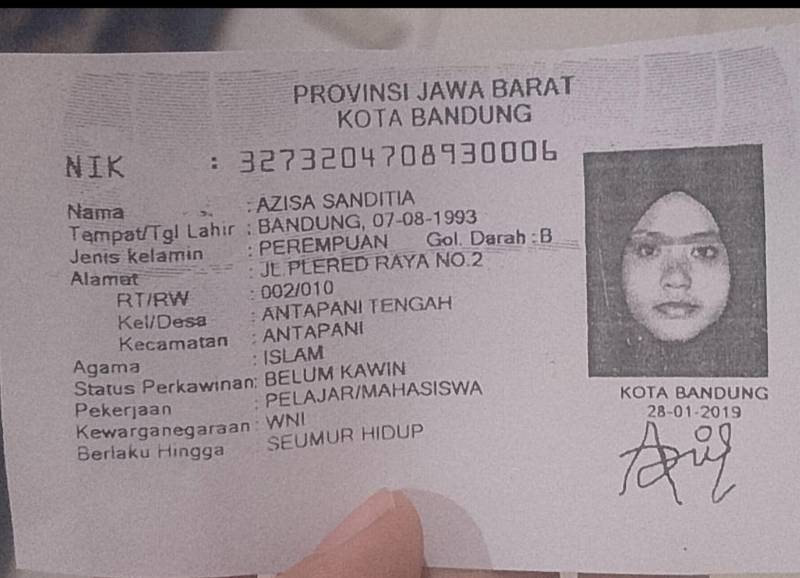 PROVINSI JAWA BARAT
KOTA BANDUNG
NIK : 3273204708930006
Nama : AZISA SANDITIA
Tempat/Tgl Lahir : BANDUNG, 07-08-1993
Jenis kelamin : PEREMPUAN Gol. Darah : B
Alamat : JL PLERED RAYA NO.2
RT/RW : 002/010
Kel/Desa : ANTAPANI TENGAH
Kecamatan : ANTAPANI
Agama : ISLAM
Status Perkawinan: BELUM KAWIN
Pekerjaan : PELAJAR/MAHASISWA
Kewarganegaraan : WNI
Berlaku Hingga : SEUMUR HIDUP
KOTA BANDUNG
28-01-2019